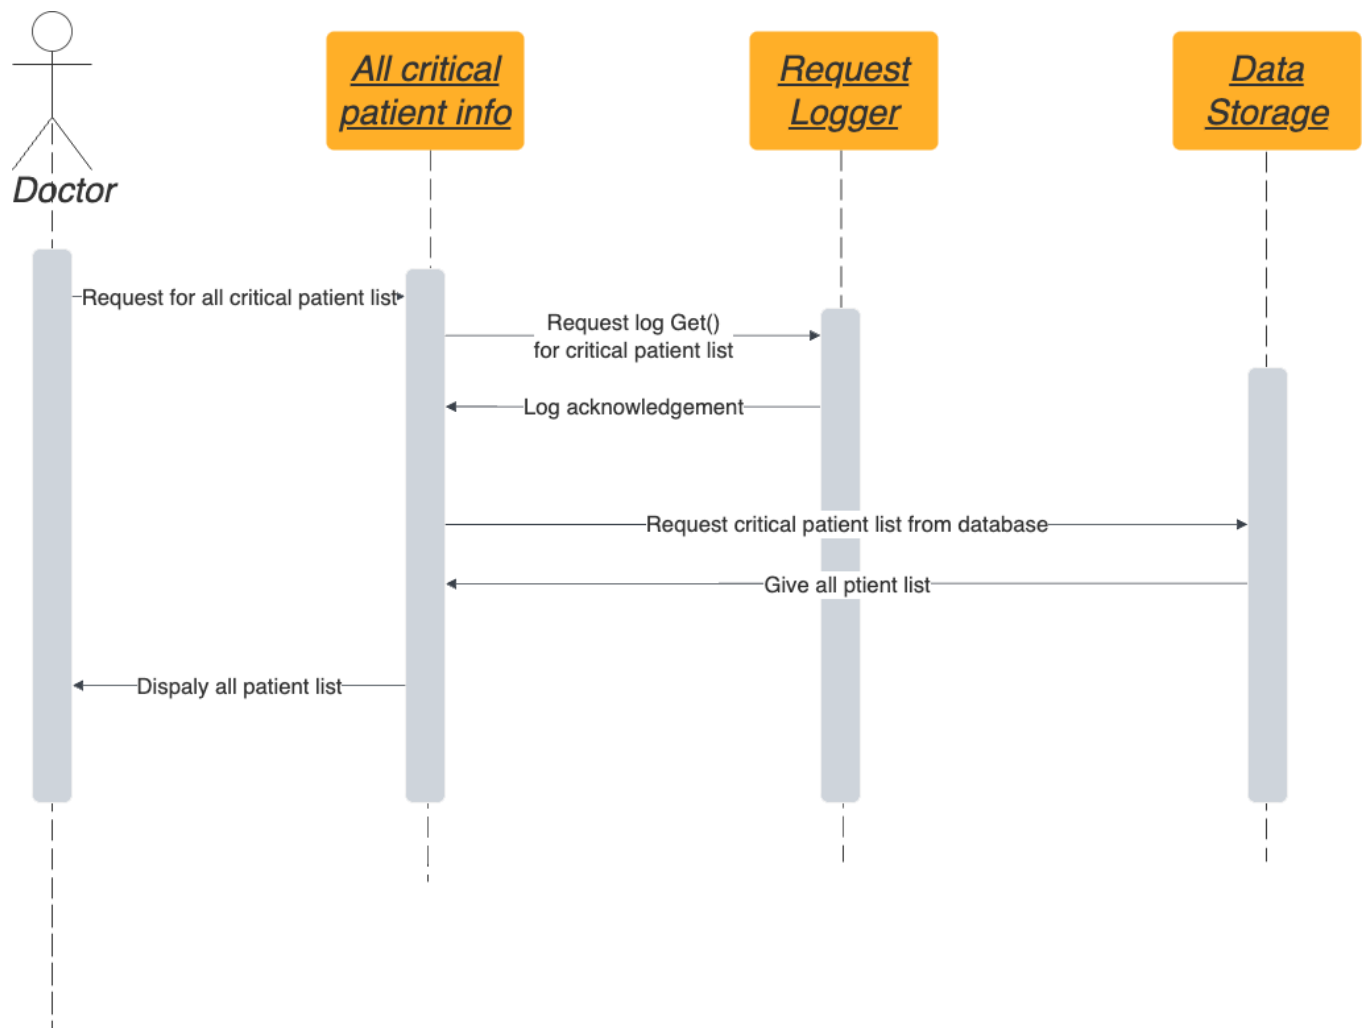 All critical
patient info
Request
Logger
Data
Storage
Doctor
Request for all critical patient list
Request log Get()
for critical patient list
Log acknowledgement
Request critical patient list from database
Give all ptient list
Dispaly all patient list